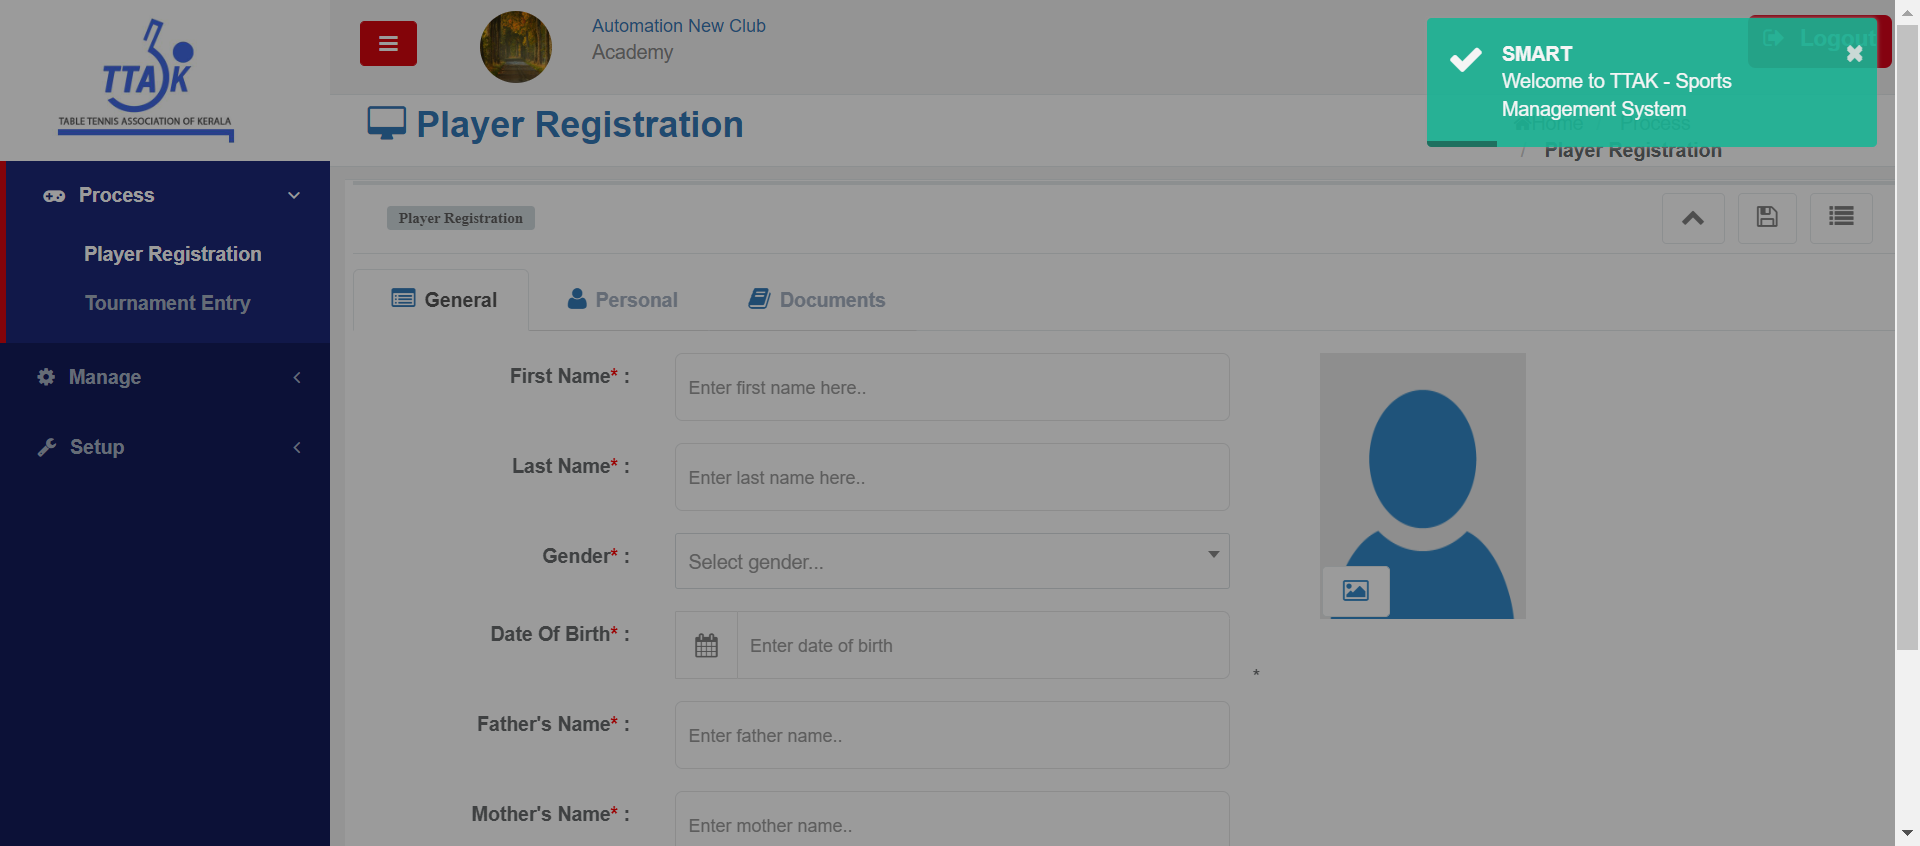 TTAK
TABLE TENNIS ASSOCIATION OF KERALA
Process
Player Registration
Tournament Entry
Manage
Setup
Automation New Club
Academy
Logout
SMART
Welcome to TTAK - Sports
Management System
Player Registration
Home
Process
/ Player Registration
Player Registration
General
Personal
Documents
First Name* :
Enter first name here..
Last Name* :
Enter last name here..
Gender* :
Select gender...
Date Of Birth* :
Enter date of birth
*
Father's Name* :
Enter father name..
Mother's Name* :
Enter mother name..